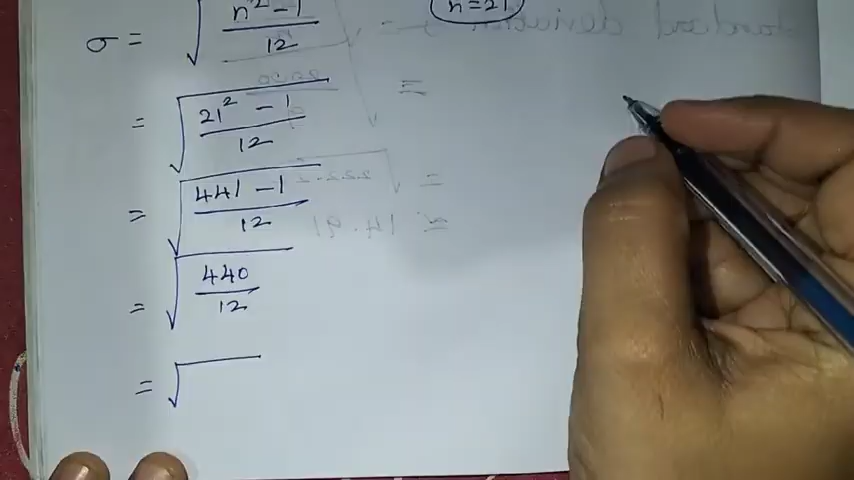 σ = √((n² - 1)/12) n = 21
= √((21² - 1)/12)
= √((441 - 1)/12)
= √(440/12)
= √